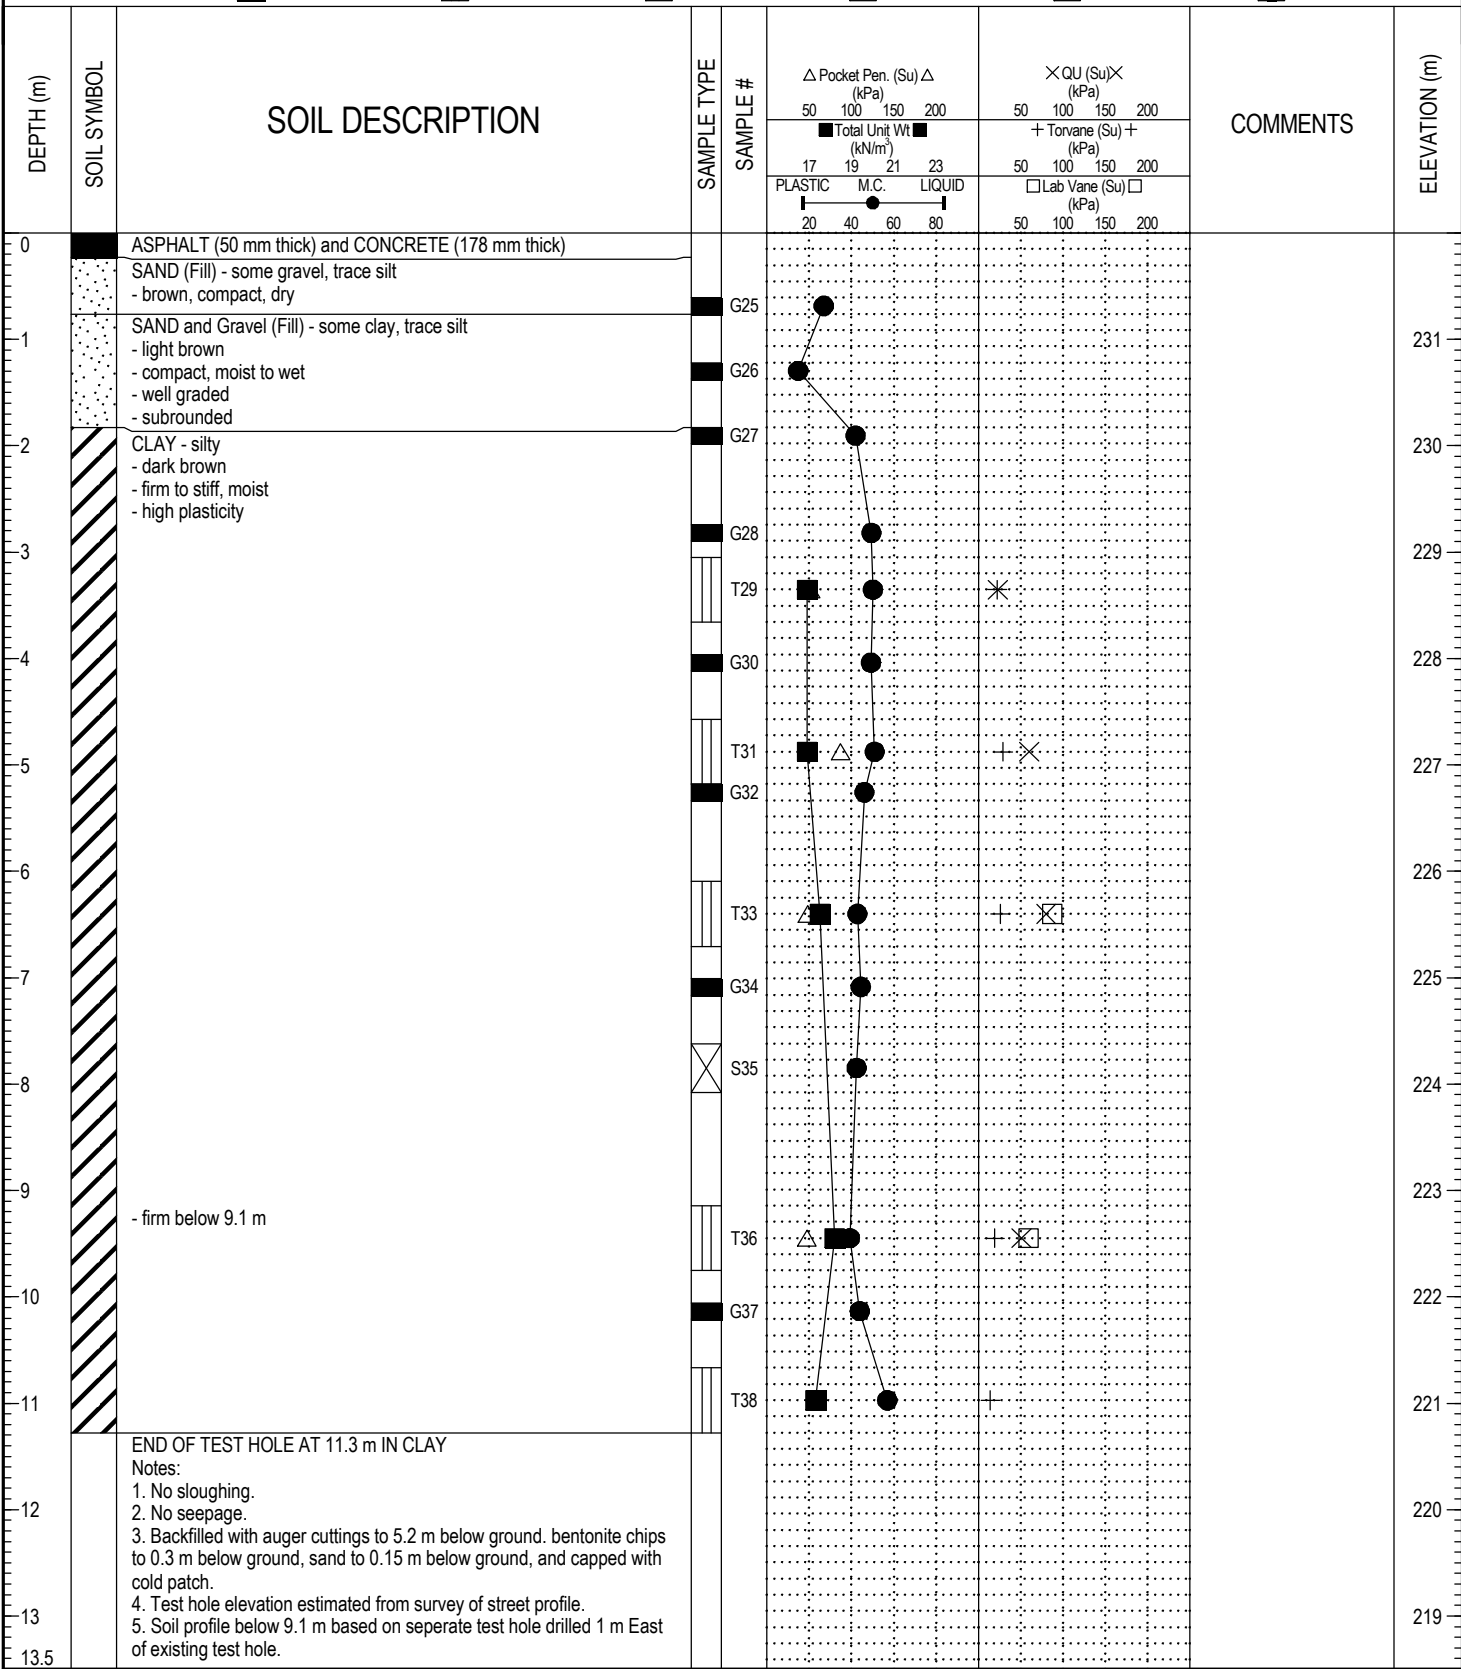 DEPTH (m)
SOIL SYMBOL
SOIL DESCRIPTION
SAMPLE TYPE
SAMPLE #
△ Pocket Pen. (Su) △
(kPa)
50 100 150 200
■ Total Unit Wt ■
(kN/m³)
17 19 21 23
PLASTIC M.C. LIQUID
20 40 60 80
× QU (Su) ×
(kPa)
50 100 150 200
+ Torvane (Su) +
(kPa)
50 100 150 200
□ Lab Vane (Su) □
(kPa)
50 100 150 200
COMMENTS
ELEVATION (m)
0
ASPHALT (50 mm thick) and CONCRETE (178 mm thick)
SAND (Fill) - some gravel, trace silt
- brown, compact, dry
G25
SAND and Gravel (Fill) - some clay, trace silt
1
231
- light brown
- compact, moist to wet
G26
- well graded
- subrounded
G27
2
CLAY - silty
230
- dark brown
- firm to stiff, moist
- high plasticity
G28
3
229
T29
4
G30
228
T31
5
227
G32
6
226
T33
7
G34
225
S35
8
224
9
223
- firm below 9.1 m
T36
10
222
G37
11
T38
221
END OF TEST HOLE AT 11.3 m IN CLAY
Notes:
1. No sloughing.
12
220
2. No seepage.
3. Backfilled with auger cuttings to 5.2 m below ground. bentonite chips
to 0.3 m below ground, sand to 0.15 m below ground, and capped with
cold patch.
4. Test hole elevation estimated from survey of street profile.
13
219
5. Soil profile below 9.1 m based on seperate test hole drilled 1 m East
of existing test hole.
13.5